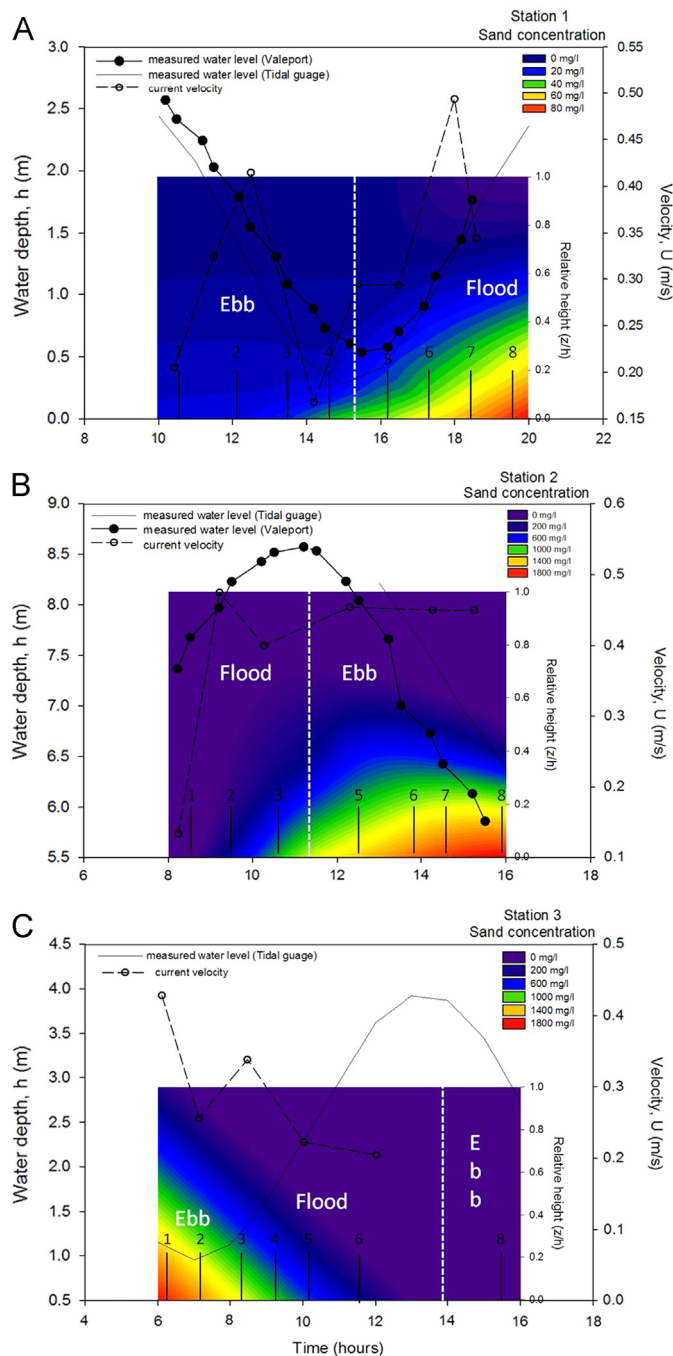 A
Station 1
Sand concentration
measured water level (Valeport)
measured water level (Tidal guage)
current velocity
0 mg/l
20 mg/l
40 mg/l
60 mg/l
80 mg/l
Water depth, h (m)
3.0
2.5
2.0
1.5
1.0
0.5
0.0
0.55
0.50
0.45
0.40
0.35
0.30
0.25
0.20
0.15
Velocity, U (m/s)
1.0
0.8
0.6
0.4
0.2
0.0
Relative height (z/h)
Ebb
Flood
1 2 3 4 5 6 7 8
8 10 12 14 16 18 20 22
B
Station 2
Sand concentration
measured water level (Tidal guage)
measured water level (Valeport)
current velocity
0 mg/l
200 mg/l
600 mg/l
1000 mg/l
1400 mg/l
1800 mg/l
Water depth, h (m)
9.0
8.5
8.0
7.5
7.0
6.5
6.0
5.5
0.6
0.5
0.4
0.3
0.2
0.1
Velocity, U (m/s)
1.0
0.8
0.6
0.4
0.2
0.0
Relative height (z/h)
Flood
Ebb
1 2 3 5 6 7 8
6 8 10 12 14 16 18
C
Station 3
Sand concentration
measured water level (Tidal guage)
current velocity
0 mg/l
200 mg/l
600 mg/l
1000 mg/l
1400 mg/l
1800 mg/l
Water depth, h (m)
4.5
4.0
3.5
3.0
2.5
2.0
1.5
1.0
0.5
0.5
0.4
0.3
0.2
0.1
0.0
Velocity, U (m/s)
1.0
0.8
0.6
0.4
0.2
0.0
Relative height (z/h)
Ebb
Flood
E
b
b
1 2 3 4 5 6 8
4 6 8 10 12 14 16 18
Time (hours)